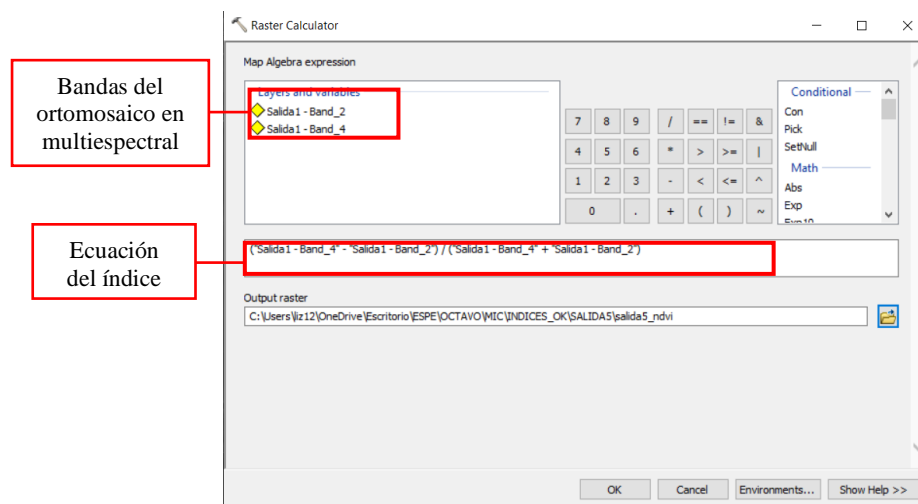 Raster Calculator
Map Algebra expression
Bandas del
ortomosaico en
multiespectral
Layers and variables
Salida1 - Band_2
Salida1 - Band_4
7 8 9 / == != &
4 5 6 * > >= |
1 2 3 - < <= ^
0 . + ( ) ~
Conditional
Con
Pick
SetNull
Math
Abs
Exp
Exp10
Ecuación
del índice
("Salida1 - Band_4" - "Salida1 - Band_2") / ("Salida1 - Band_4" + "Salida1 - Band_2")
Output raster
C:\Users\liz12\OneDrive\Escritorio\ESPE\OCTAVO\MIC\INDICES_OK\SALIDA5\salida5_ndvi
OK Cancel Environments... Show Help >>